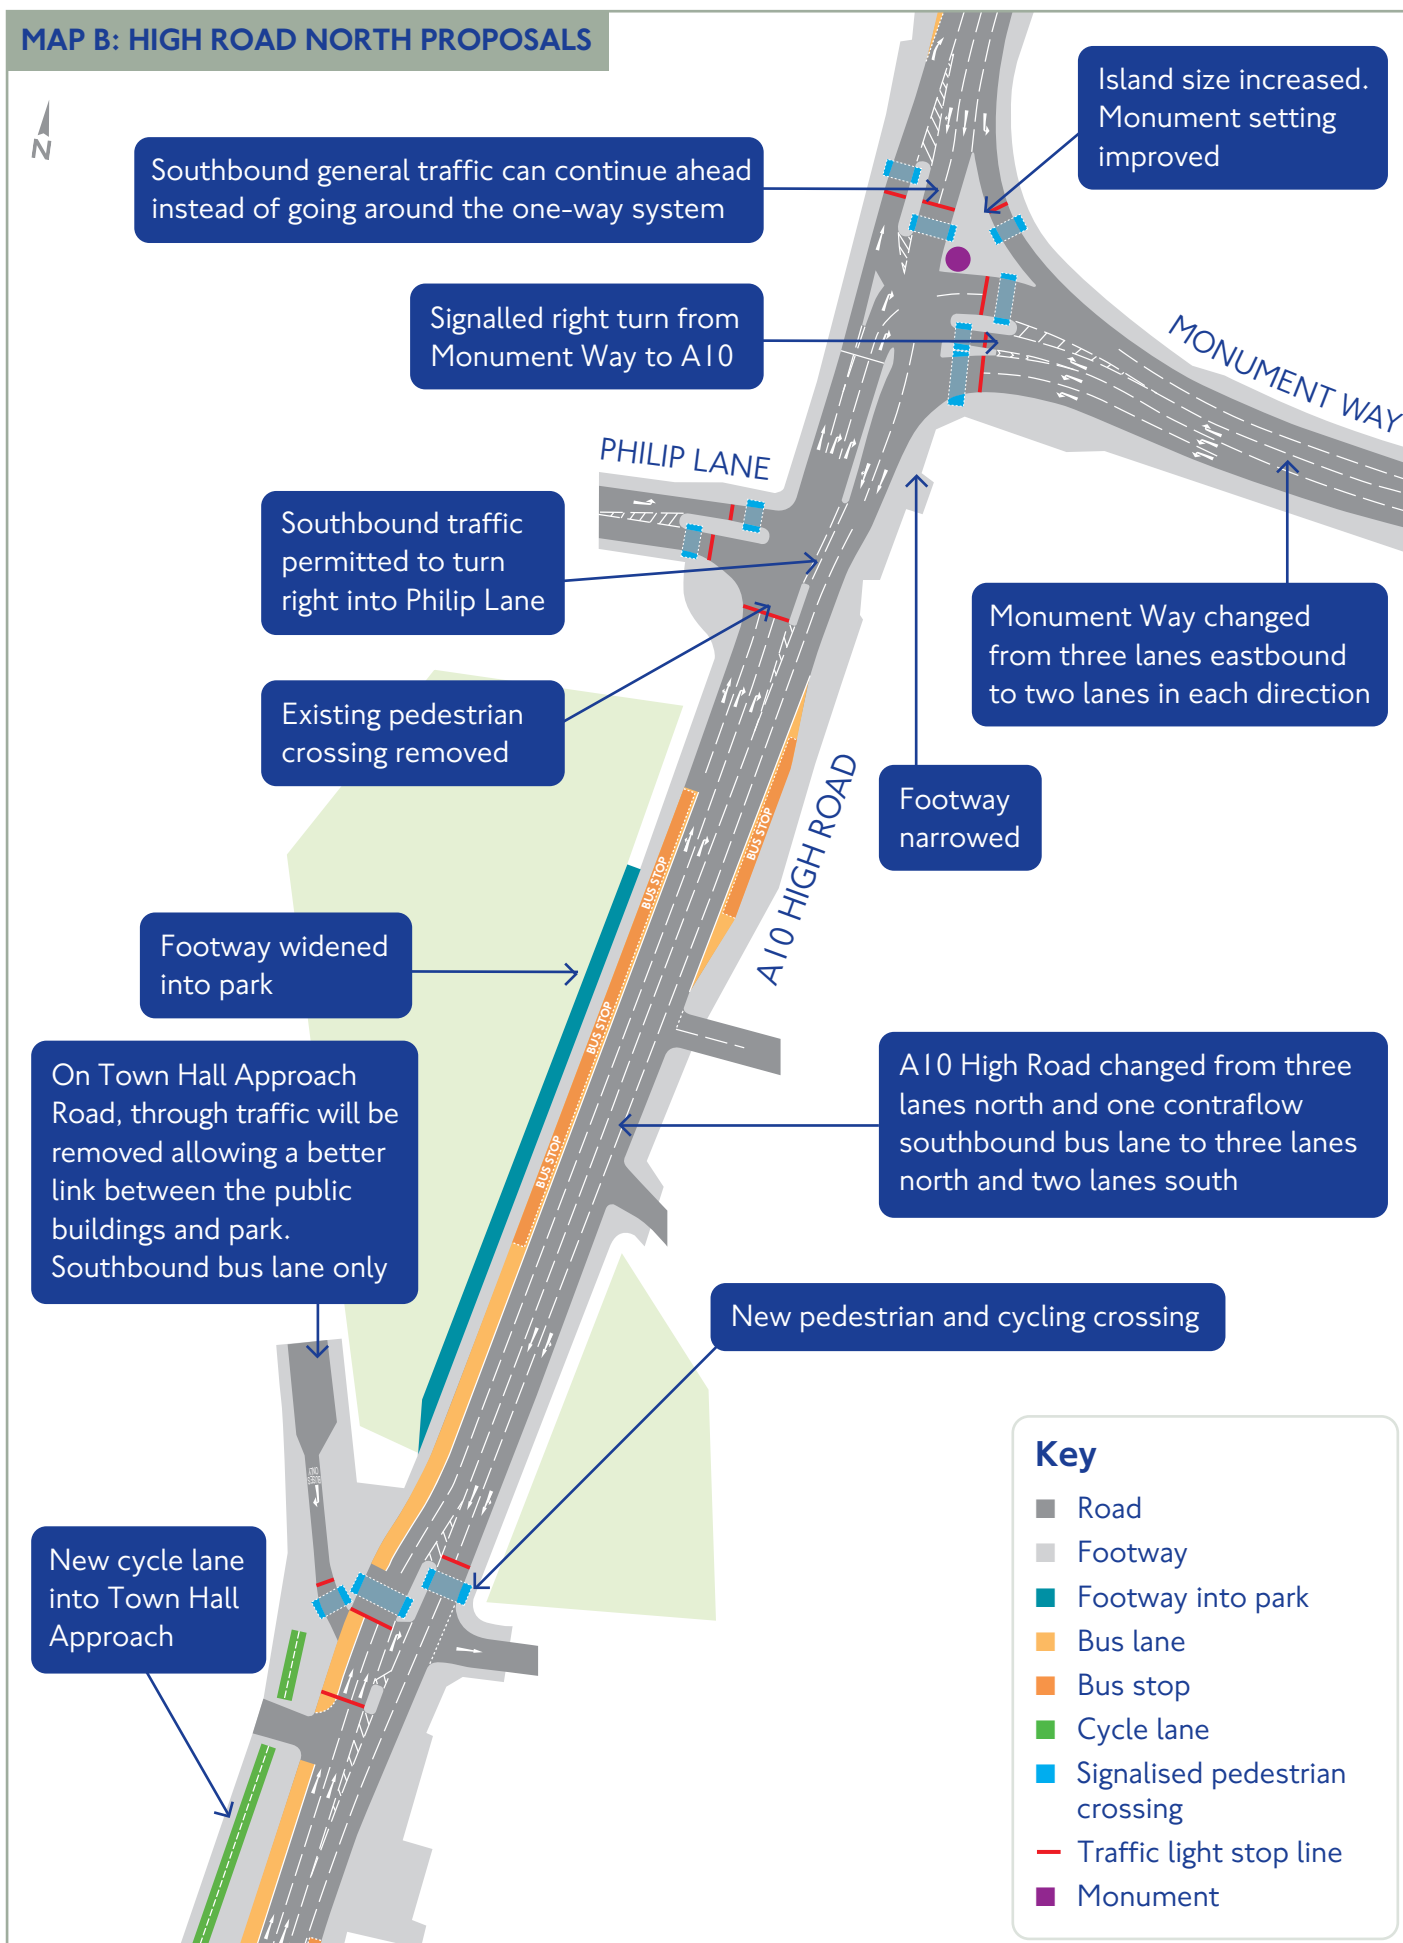 MAP B: HIGH ROAD NORTH PROPOSALS
N
Island size increased.
Monument setting
improved
Southbound general traffic can continue ahead
instead of going around the one-way system
Signalled right turn from
Monument Way to A10
MONUMENT WAY
PHILIP LANE
Southbound traffic
permitted to turn
right into Philip Lane
Monument Way changed
from three lanes eastbound
to two lanes in each direction
Existing pedestrian
crossing removed
Footway
narrowed
A10 HIGH ROAD
BUS STOP
BUS STOP
BUS STOP
BUS STOP
Footway widened
into park
On Town Hall Approach
Road, through traffic will be
removed allowing a better
link between the public
buildings and park.
Southbound bus lane only
A10 High Road changed from three
lanes north and one contraflow
southbound bus lane to three lanes
north and two lanes south
New pedestrian and cycling crossing
New cycle lane
into Town Hall
Approach
Key
Road
Footway
Footway into park
Bus lane
Bus stop
Cycle lane
Signalised pedestrian
crossing
Traffic light stop line
Monument